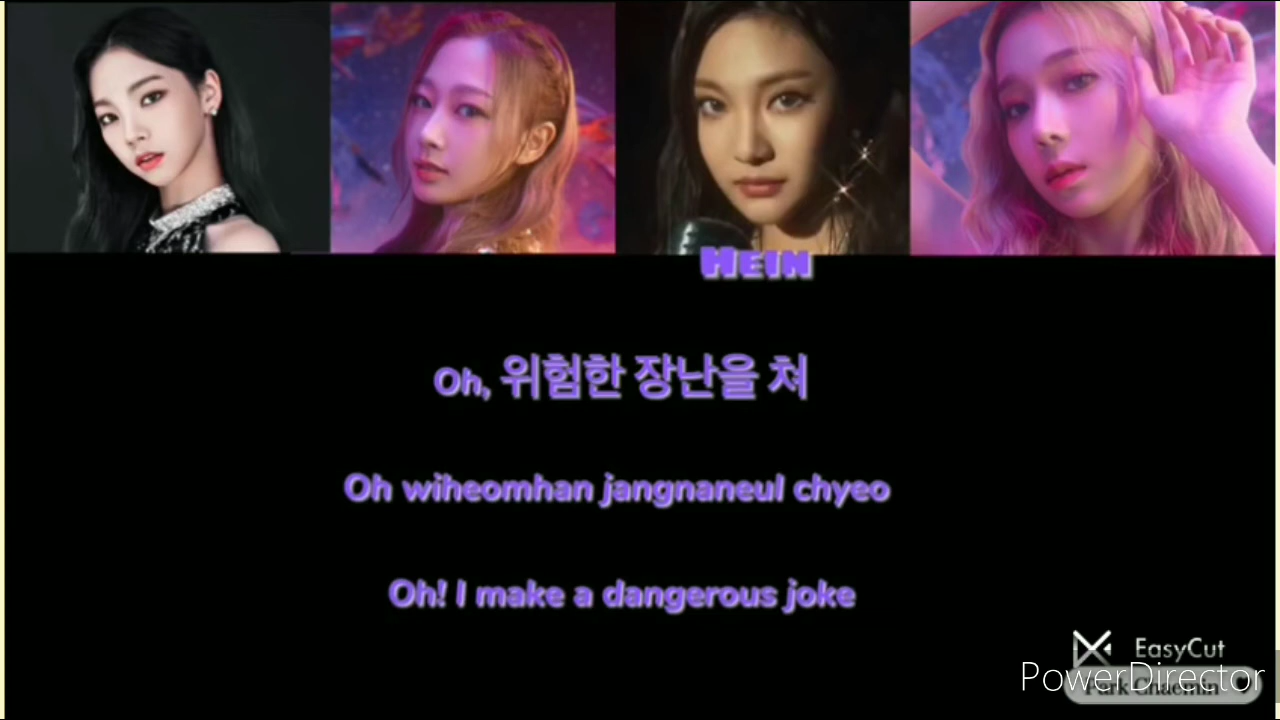 HEIN
Oh, 위험한 장난을 쳐
Oh wiheomhan jangnaneul chyeo
Oh! I make a dangerous joke
EasyCut
PowerDirector